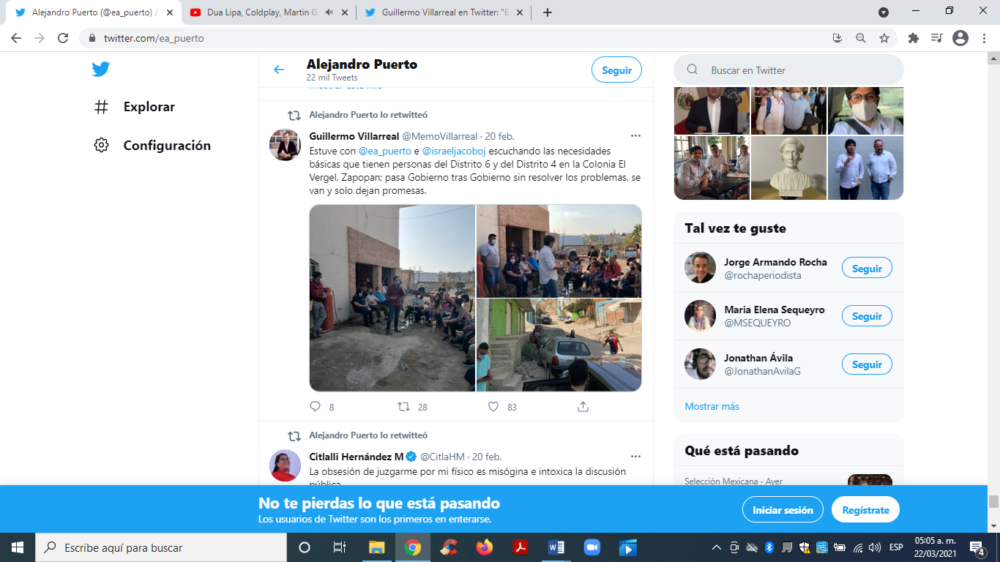 Alejandro Puerto (@ea_puerto) /
Dua Lipa, Coldplay, Martin G
Guillermo Villarreal en Twitter: "E
twitter.com/ea_puerto
Explorar
Configuración
Alejandro Puerto
22 mil Tweets
Seguir
Alejandro Puerto lo retwitteó
Guillermo Villarreal @MemoVillarreal · 20 feb.
Estuve con @ea_puerto e @israeljacoboj escuchando las necesidades
básicas que tienen personas del Distrito 6 y del Distrito 4 en la Colonia El
Vergel, Zapopan; pasa Gobierno tras Gobierno sin resolver los problemas, se
van y solo dejan promesas.
8 28 83
Alejandro Puerto lo retwitteó
Citlalli Hernández M @CitlaHM · 20 feb.
La obsesión de juzgarme por mi físico es misógina e intoxica la discusión
pública
Buscar en Twitter
Tal vez te guste
Jorge Armando Rocha
@rochaperiodista
Seguir
Maria Elena Sequeyro
@MSEQUEYRO
Seguir
Jonathan Ávila
@JonathanAvilaG
Seguir
Mostrar más
Qué está pasando
Selección Mexicana · Ayer
No te pierdas lo que está pasando
Los usuarios de Twitter son los primeros en enterarse.
Iniciar sesión
Regístrate
Escribe aquí para buscar
ESP
05:05 a. m.
22/03/2021
4